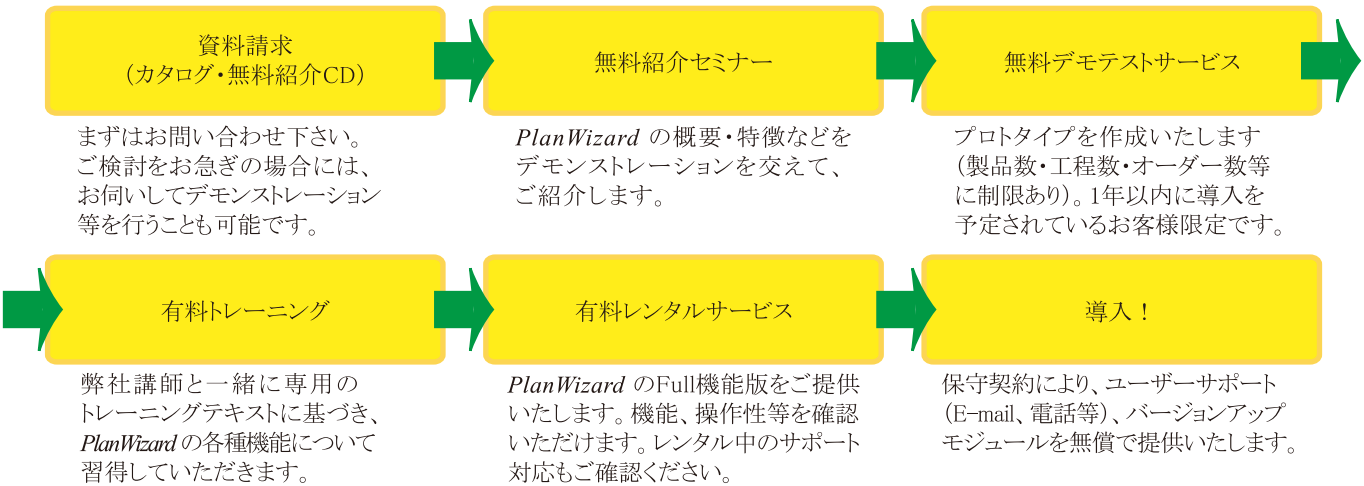 資料請求
（カタログ・無料紹介CD）
まずはお問い合わせ下さい。
ご検討をお急ぎの場合には、
お伺いしてデモンストレーション
等を行うことも可能です。
無料紹介セミナー
PlanWizard の概要・特徴などを
デモンストレーションを交えて、
ご紹介します。
無料デモテストサービス
プロトタイプを作成いたします
（製品数・工程数・オーダー数等
に制限あり）。1年以内に導入を
予定されているお客様限定です。
有料トレーニング
弊社講師と一緒に専用の
トレーニングテキストに基づき、
PlanWizard の各種機能について
習得していただきます。
有料レンタルサービス
PlanWizard のFull機能版をご提供
いたします。機能、操作性等を確認
いただけます。レンタル中のサポート
対応もご確認ください。
導入！
保守契約により、ユーザーサポート
（E-mail、電話等）、バージョンアップ
モジュールを無償で提供いたします。